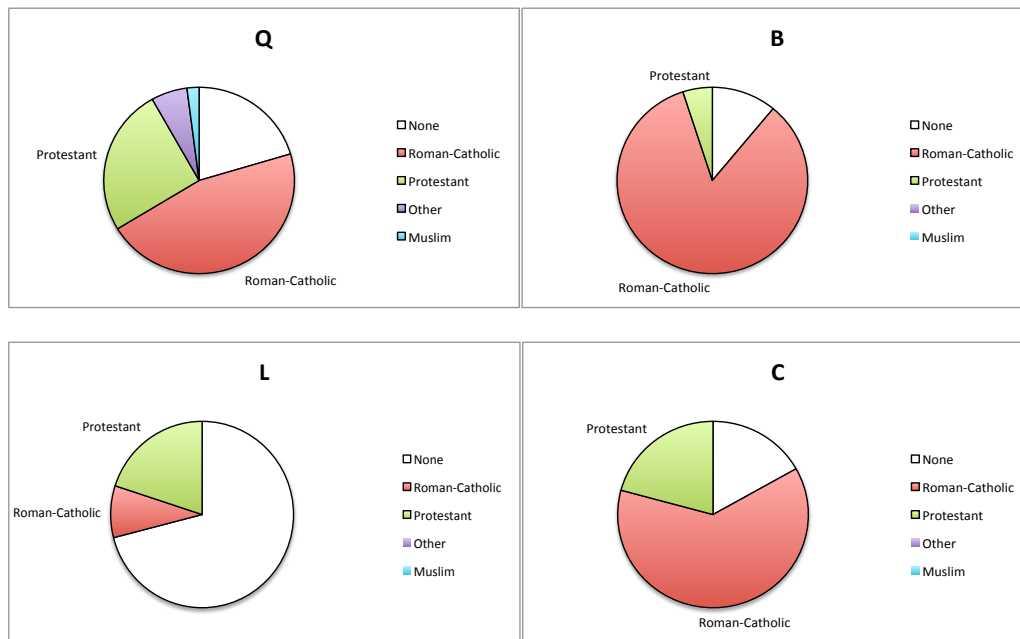 Q
Protestant
Roman-Catholic
None
Roman-Catholic
Protestant
Other
Muslim
B
Protestant
Roman-Catholic
None
Roman-Catholic
Protestant
Other
Muslim
L
Protestant
Roman-Catholic
None
Roman-Catholic
Protestant
Other
Muslim
C
Protestant
Roman-Catholic
None
Roman-Catholic
Protestant
Other
Muslim